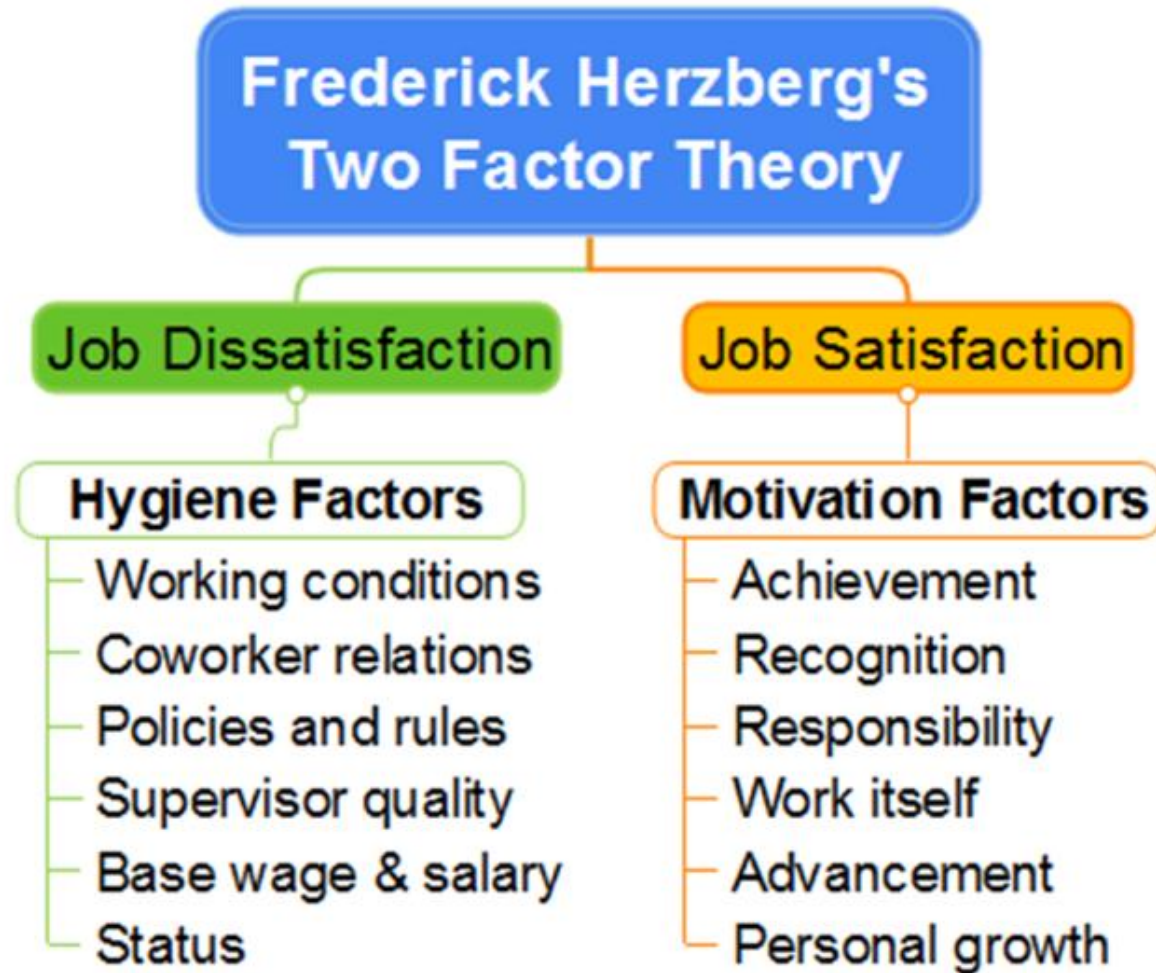 Frederick Herzberg's
Two Factor Theory
Job Dissatisfaction
Hygiene Factors
Working conditions
Coworker relations
Policies and rules
Supervisor quality
Base wage & salary
Status
Job Satisfaction
Motivation Factors
Achievement
Recognition
Responsibility
Work itself
Advancement
Personal growth